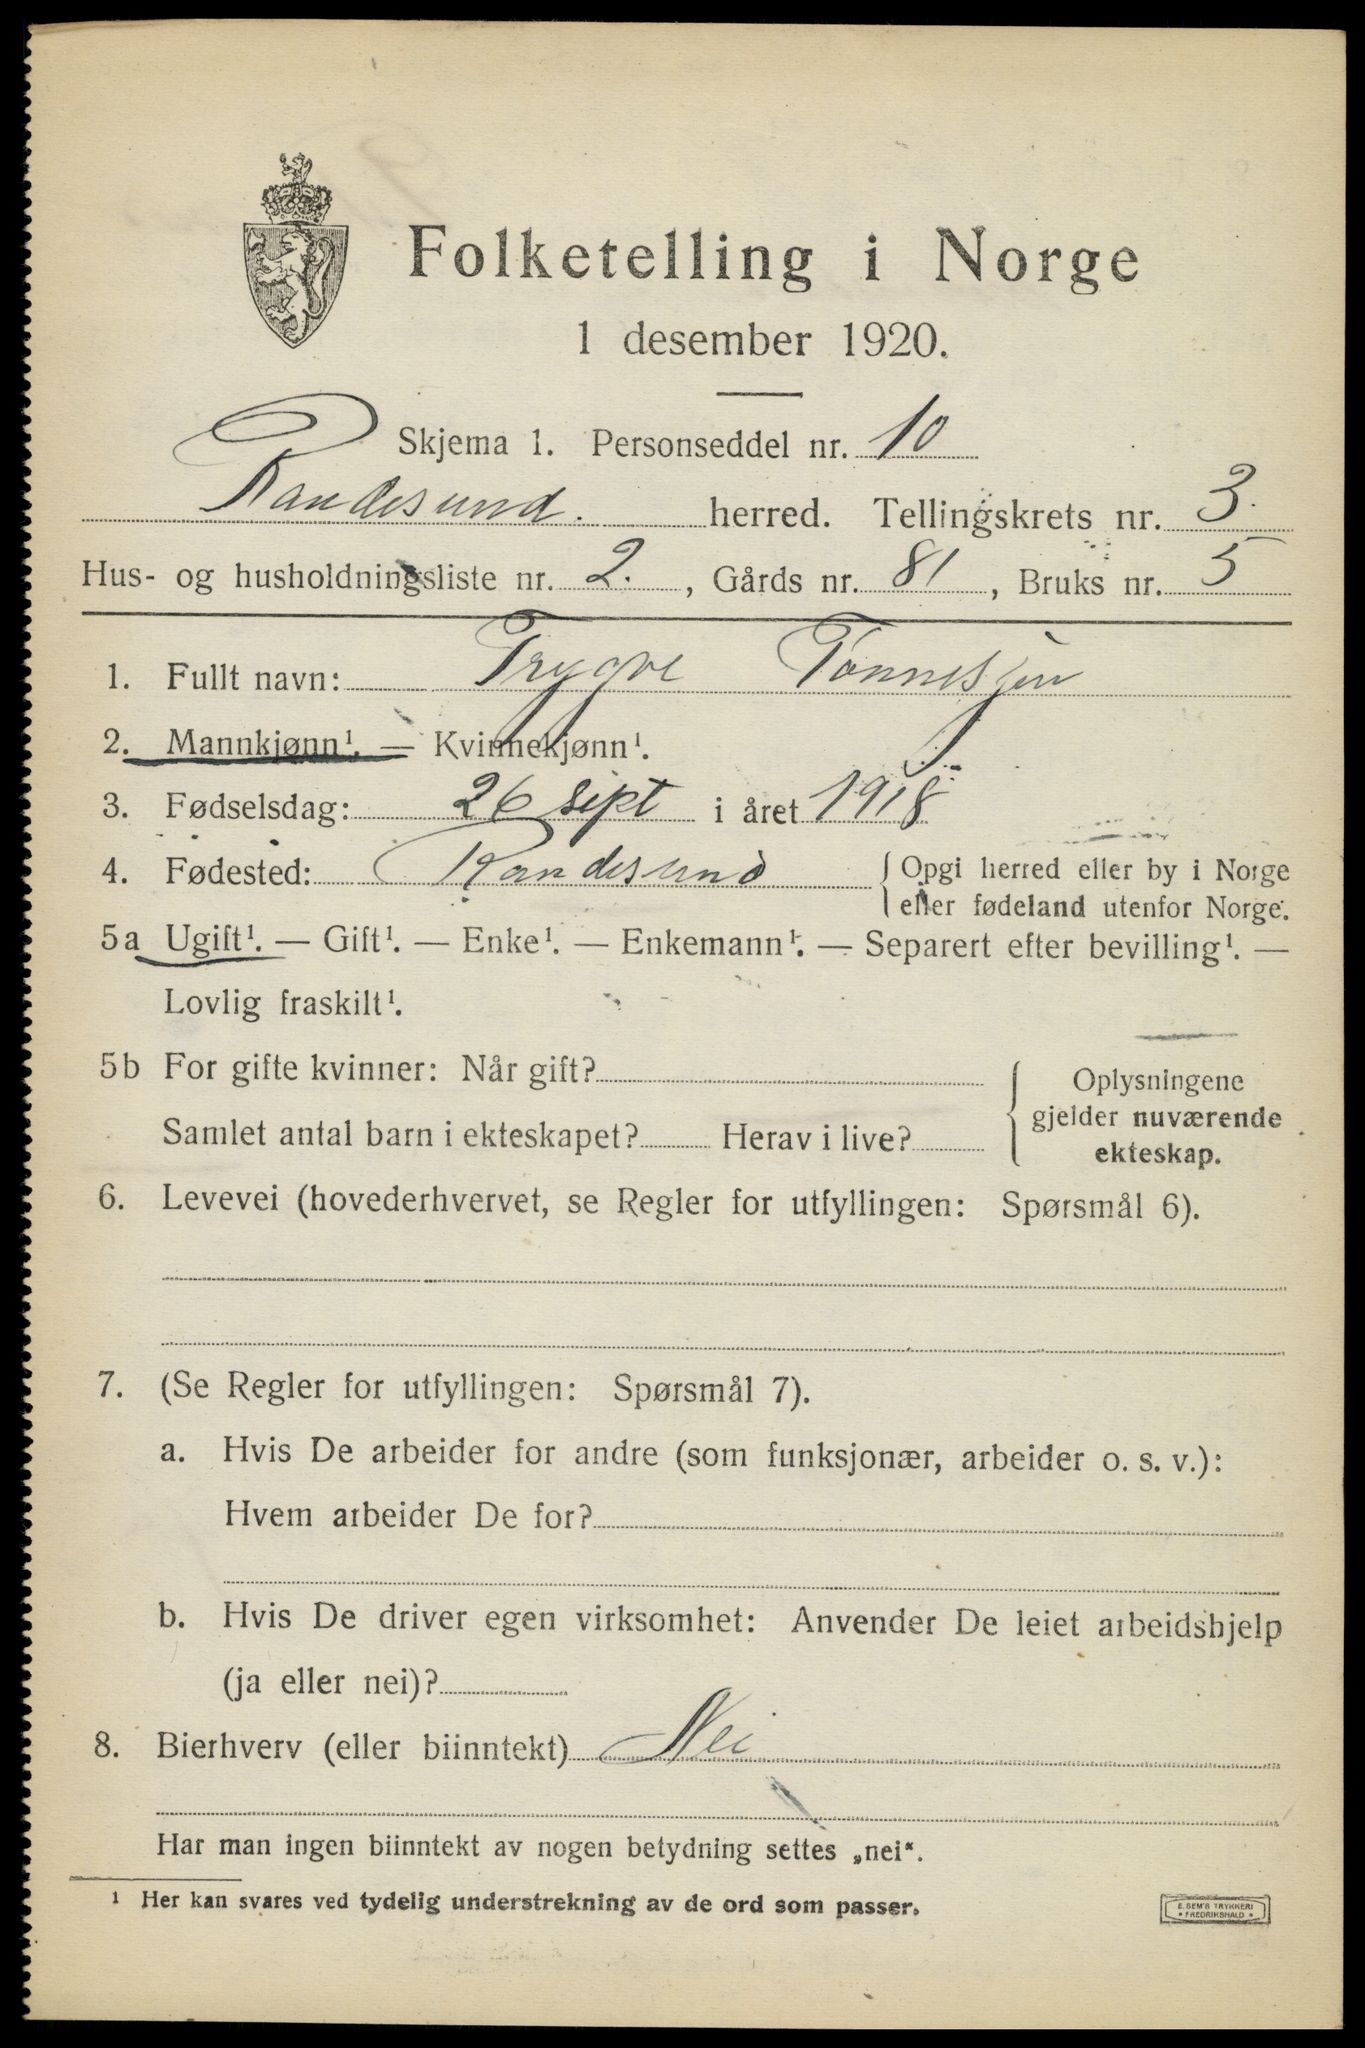 Folketelling i Norge
1 desember 1920.
Skjema 1. Personseddel nr. 10
Randesund. herred. Tellingskrets nr. 3.
Hus- og husholdningsliste nr. 2. , Gårds nr. 81 , Bruks nr. 5
1. Fullt navn: Trygve Tønnesjen
2. Mannkjønn¹. — Kvinnekjønn¹.
3. Fødselsdag: 26 sept i året 1918
4. Fødested: Randesund { Opgi herred eller by i Norge
eller fødeland utenfor Norge.
5a Ugift¹. — Gift¹. — Enke¹. — Enkemann¹. — Separert efter bevilling¹. —
Lovlig fraskilt¹.
5b For gifte kvinner: Når gift?
Samlet antal barn i ekteskapet? Herav i live?
Oplysningene
gjelder nuværende
ekteskap.
6. Levevei (hovederhvervet, se Regler for utfyllingen: Spørsmål 6).
7. (Se Regler for utfyllingen: Spørsmål 7).
a. Hvis De arbeider for andre (som funksjonær, arbeider o. s. v.):
Hvem arbeider De for?
b. Hvis De driver egen virksomhet: Anvender De leiet arbeidshjelp
(ja eller nei)?
8. Bierhverv (eller biinntekt) Nei
Har man ingen biinntekt av nogen betydning settes „nei“.
¹ Her kan svares ved tydelig understrekning av de ord som passer.
E. SEM'S TRYKKERI
* FREDRIKSHALD *